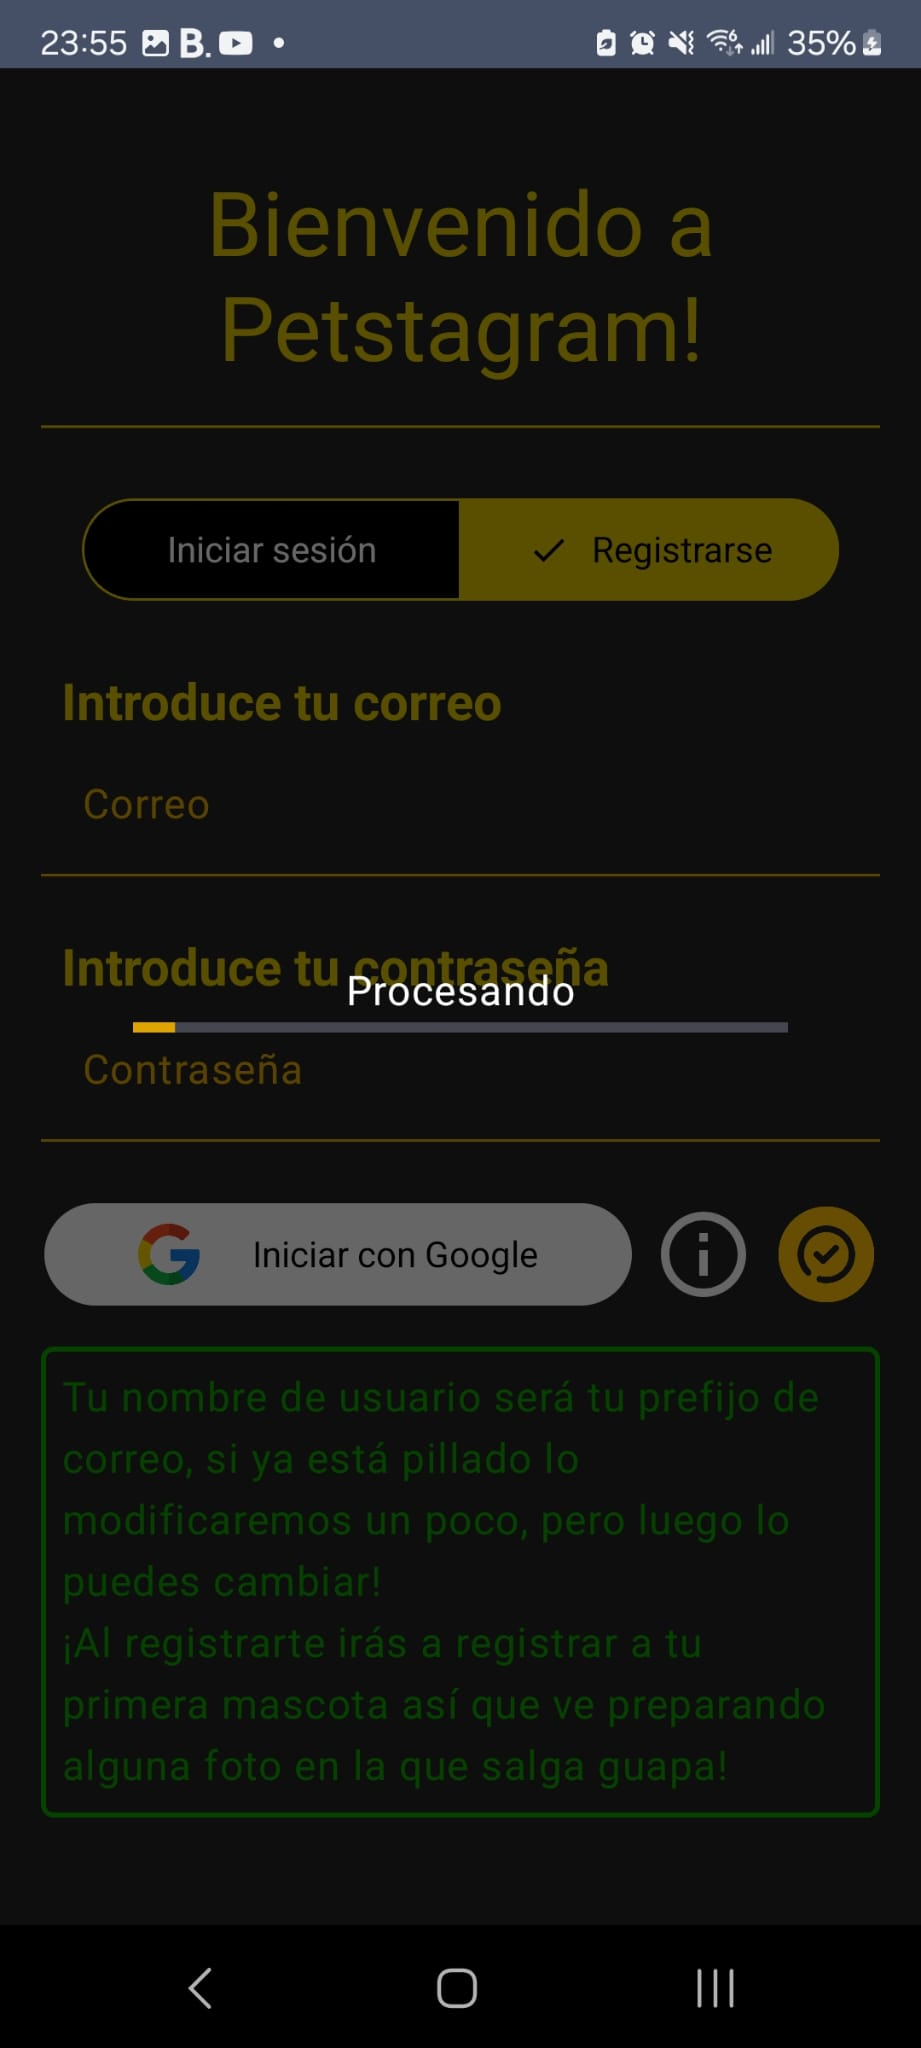 23:55 B. 6 35%
Bienvenido a
Petstagram!
Iniciar sesión Registrarse
Introduce tu correo
Correo
Introduce tu contraseña
Procesando
Contraseña
Iniciar con Google
Tu nombre de usuario será tu prefijo de
correo, si ya está pillado lo
modificaremos un poco, pero luego lo
puedes cambiar!
¡Al registrarte irás a registrar a tu
primera mascota así que ve preparando
alguna foto en la que salga guapa!